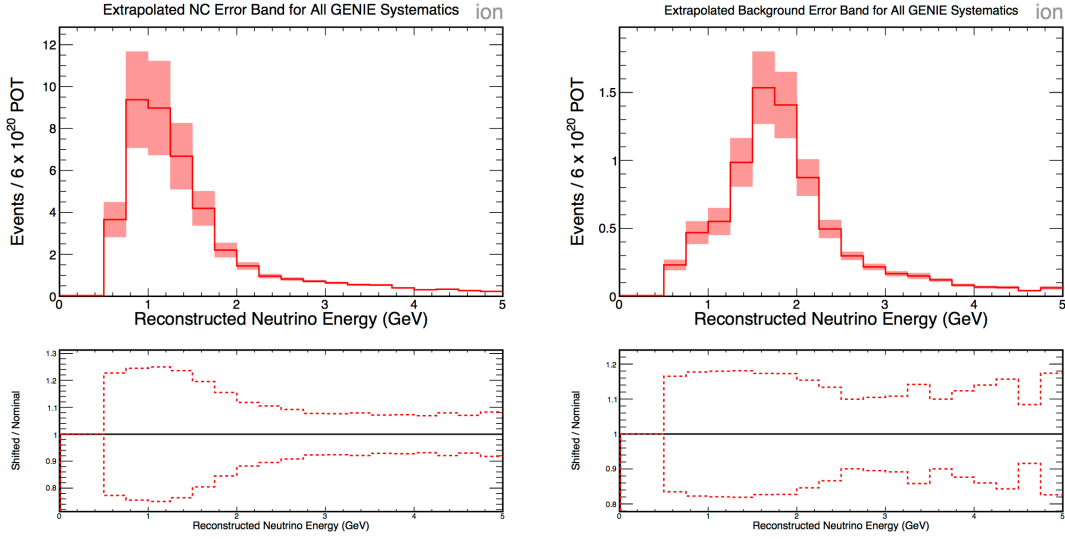 Extrapolated NC Error Band for All GENIE Systematics
ion
Events / 6 x 10^20 POT
12
10
8
6
4
2
0
0 1 2 3 4 5
Reconstructed Neutrino Energy (GeV)
Shifted / Nominal
1.3
1.2
1.1
1
0.9
0.8
0 1 2 3 4 5
Reconstructed Neutrino Energy (GeV)
Extrapolated Background Error Band for All GENIE Systematics
ion
Events / 6 x 10^20 POT
1.5
1
0.5
0
0 1 2 3 4 5
Reconstructed Neutrino Energy (GeV)
Shifted / Nominal
1.2
1.1
1
0.9
0.8
0 1 2 3 4 5
Reconstructed Neutrino Energy (GeV)